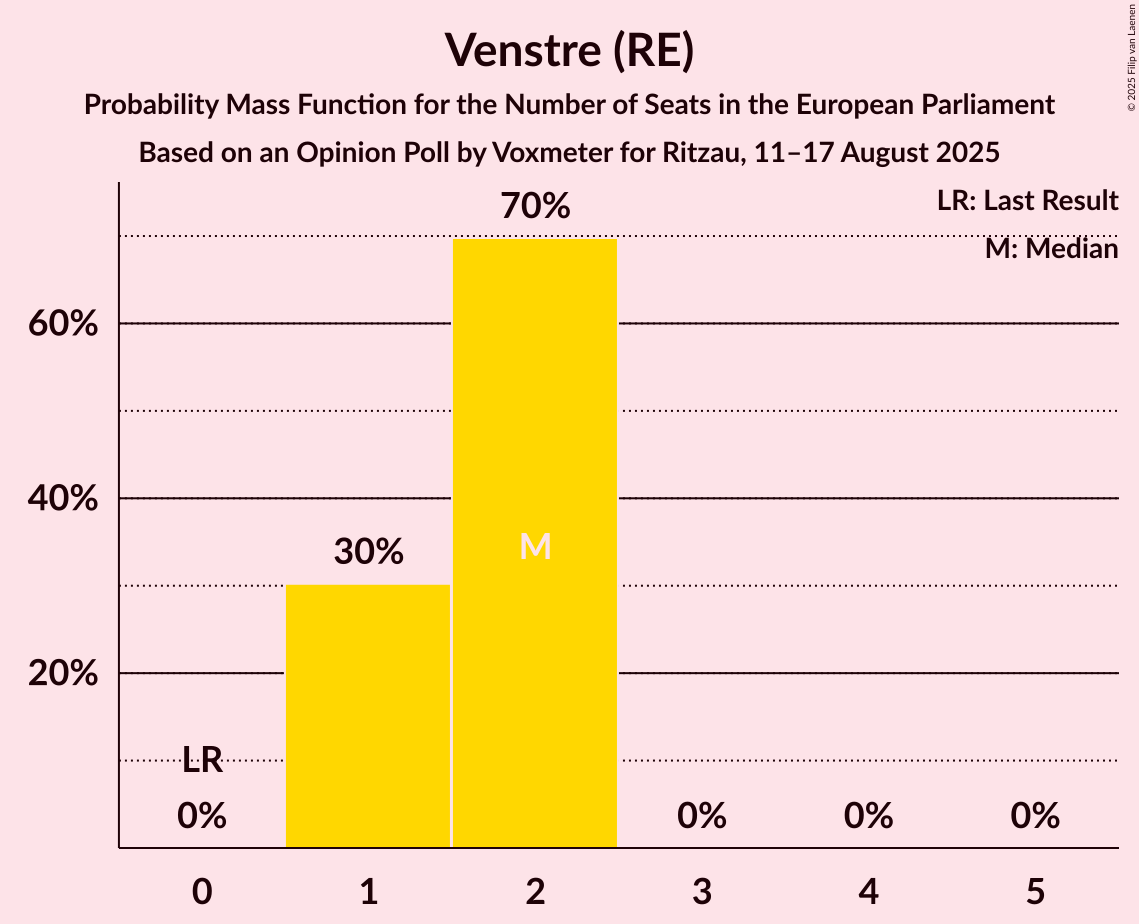 Venstre (RE)
Probability Mass Function for the Number of Seats in the European Parliament
Based on an Opinion Poll by Voxmeter for Ritzau, 11–17 August 2025
© 2025 Filip van Laenen
LR: Last Result
M: Median
70%
60%
40%
30%
M
20%
LR
0%
0%
0%
0%
0
1
2
3
4
5